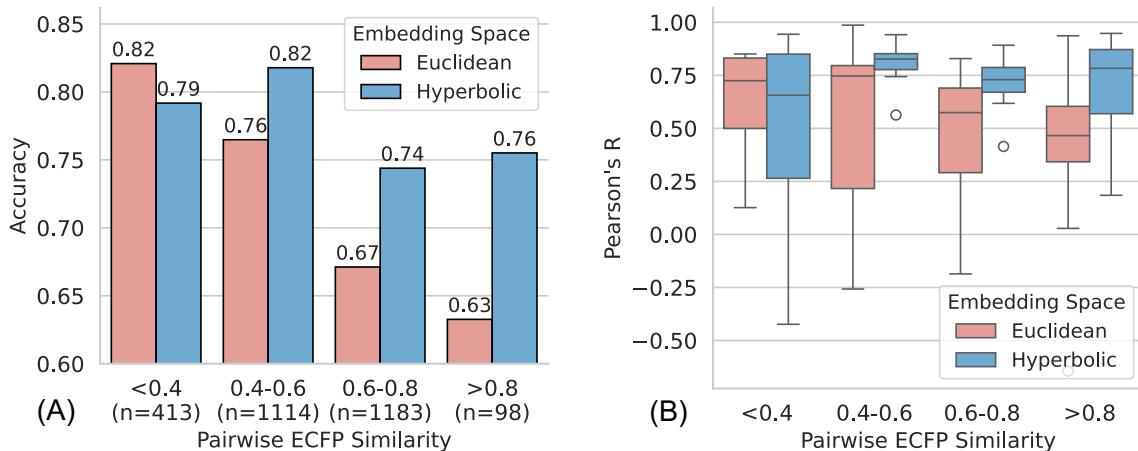 0.85
0.80
0.75
0.70
0.65
0.60
Accuracy
0.82
0.79
0.76
0.82
0.67
0.74
0.63
0.76
Embedding Space
Euclidean
Hyperbolic
<0.4
(n=413)
0.4-0.6
(n=1114)
0.6-0.8
(n=1183)
>0.8
(n=98)
Pairwise ECFP Similarity
(A)
0.75
0.50
0.25
0.00
−0.25
−0.50
Pearson's R
Embedding Space
Euclidean
Hyperbolic
<0.4
0.4-0.6
0.6-0.8
>0.8
Pairwise ECFP Similarity
(B)